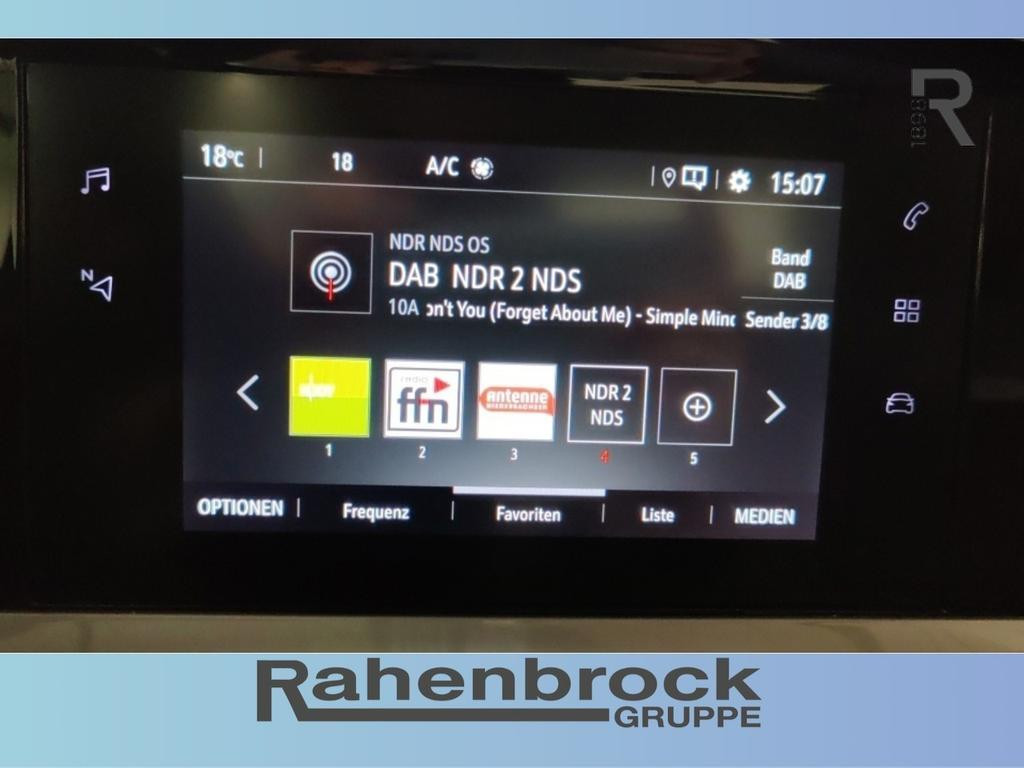 1898 R
18°C | 18 A/C 15:07
N
NDR NDS OS
DAB NDR 2 NDS
10A on't You (Forget About Me) - Simple Minc
Band
DAB
Sender 3/8
radio
ffn
antenne
NIEDERSACHSEN
NDR 2
NDS
1 2 3 4 5
OPTIONEN | Frequenz | Favoriten | Liste | MEDIEN
Rahenbrock
GRUPPE